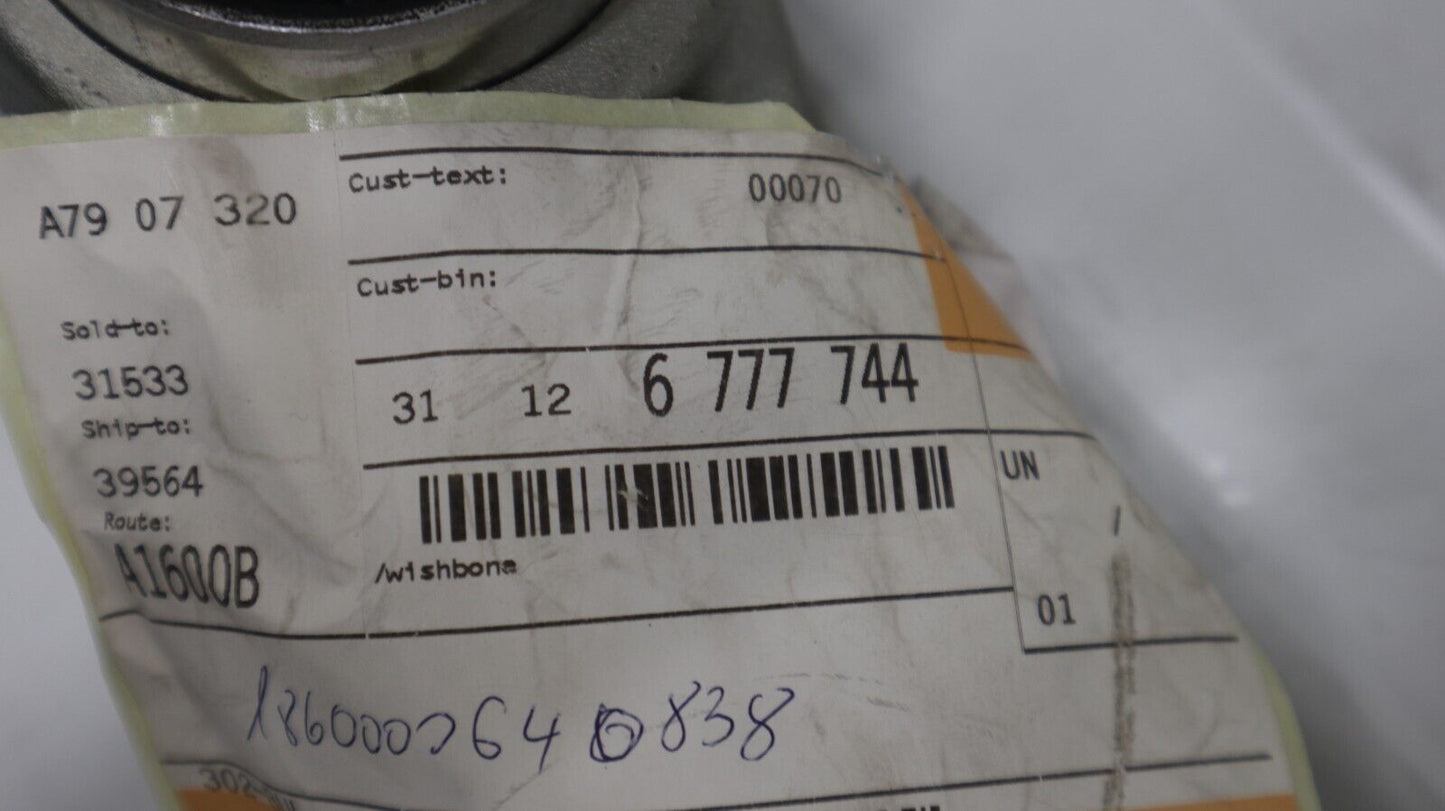 A79 07 320
Cust-text: 00070
Cust-bin:
Sold-to:
31533
Ship-to:
39564
Route:
A1600B
31 12 6 777 744
UN
/wishbone
01